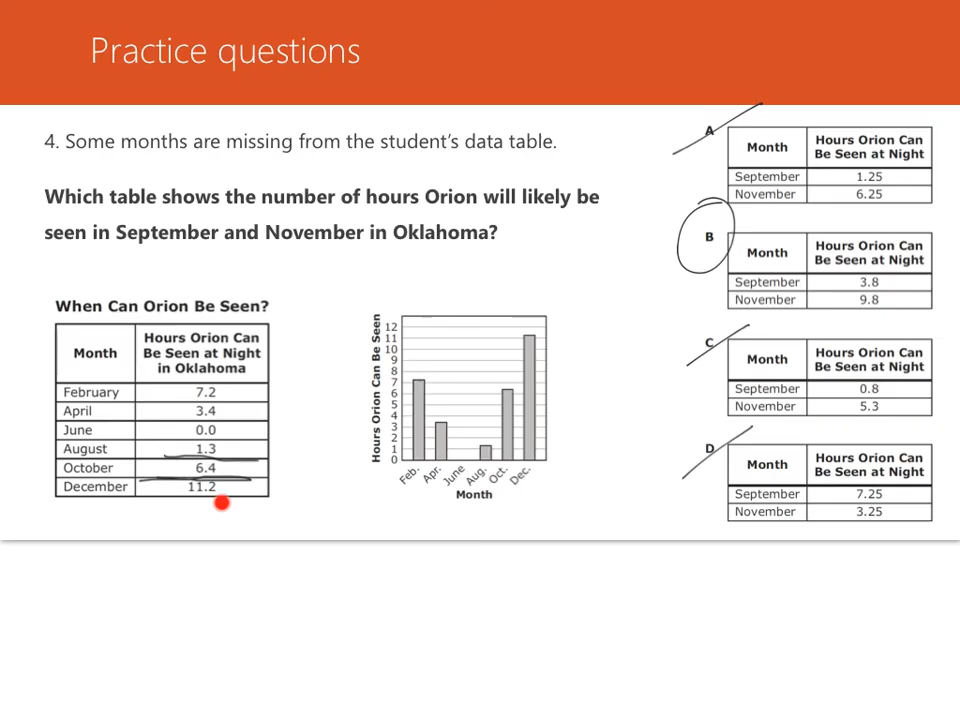 Practice questions
4. Some months are missing from the student's data table.
Which table shows the number of hours Orion will likely be
seen in September and November in Oklahoma?
When Can Orion Be Seen?
Month
Hours Orion Can
Be Seen at Night
in Oklahoma
February 7.2
April 3.4
June 0.0
August 1.3
October 6.4
December 11.2
Hours Orion Can Be Seen
12
11
10
9
8
7
6
5
4
3
2
1
0
Feb. Apr. June Aug. Oct. Dec.
Month
A
Month
Hours Orion Can
Be Seen at Night
September 1.25
November 6.25
B
Month
Hours Orion Can
Be Seen at Night
September 3.8
November 9.8
C
Month
Hours Orion Can
Be Seen at Night
September 0.8
November 5.3
D
Month
Hours Orion Can
Be Seen at Night
September 7.25
November 3.25